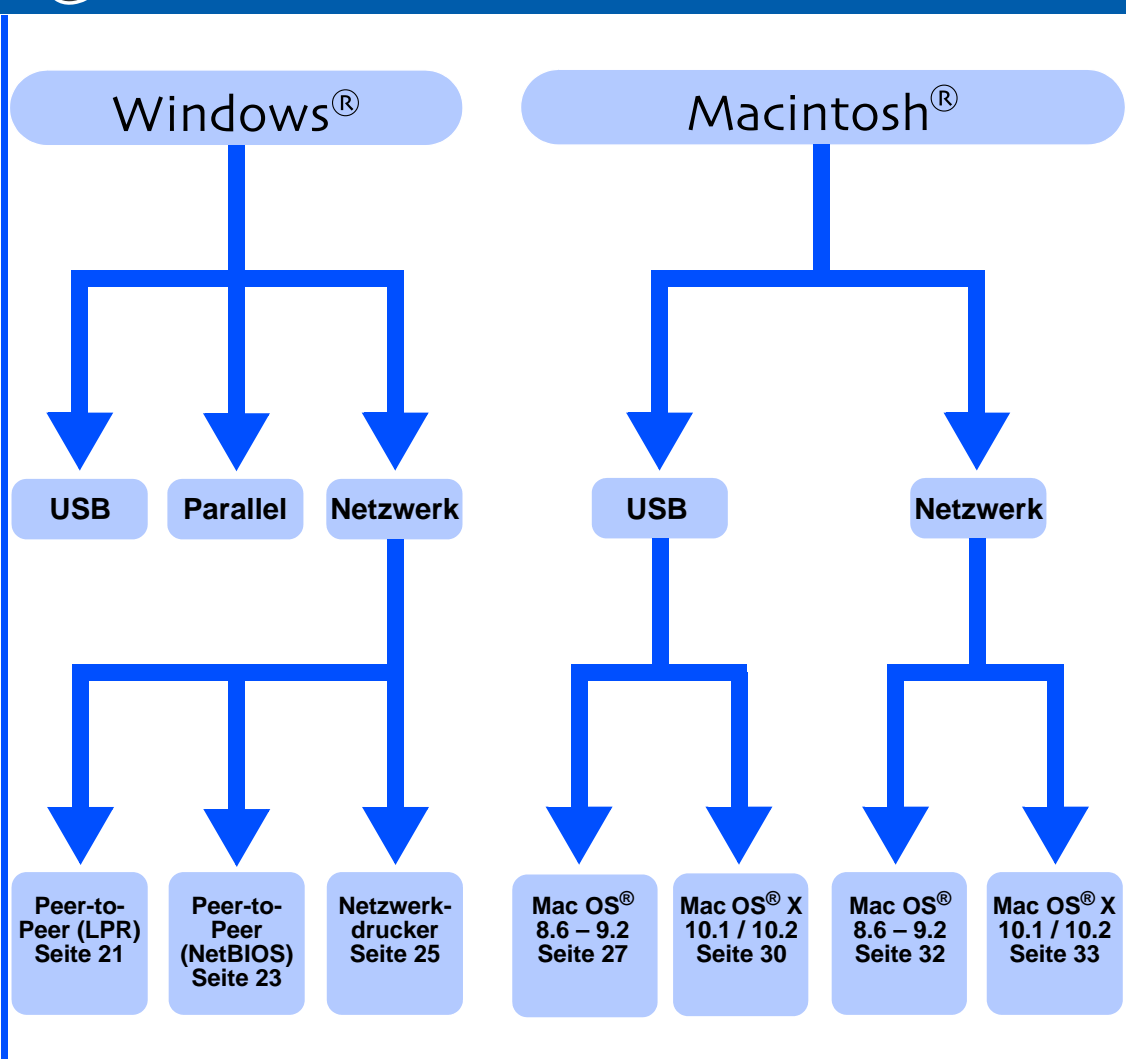 Windows®
Macintosh®
USB
Parallel
Netzwerk
USB
Netzwerk
Peer-to-
Peer (LPR)
Seite 21
Peer-to-
Peer
(NetBIOS)
Seite 23
Netzwerk-
drucker
Seite 25
Mac OS®
8.6 – 9.2
Seite 27
Mac OS® X
10.1 / 10.2
Seite 30
Mac OS®
8.6 – 9.2
Seite 32
Mac OS® X
10.1 / 10.2
Seite 33